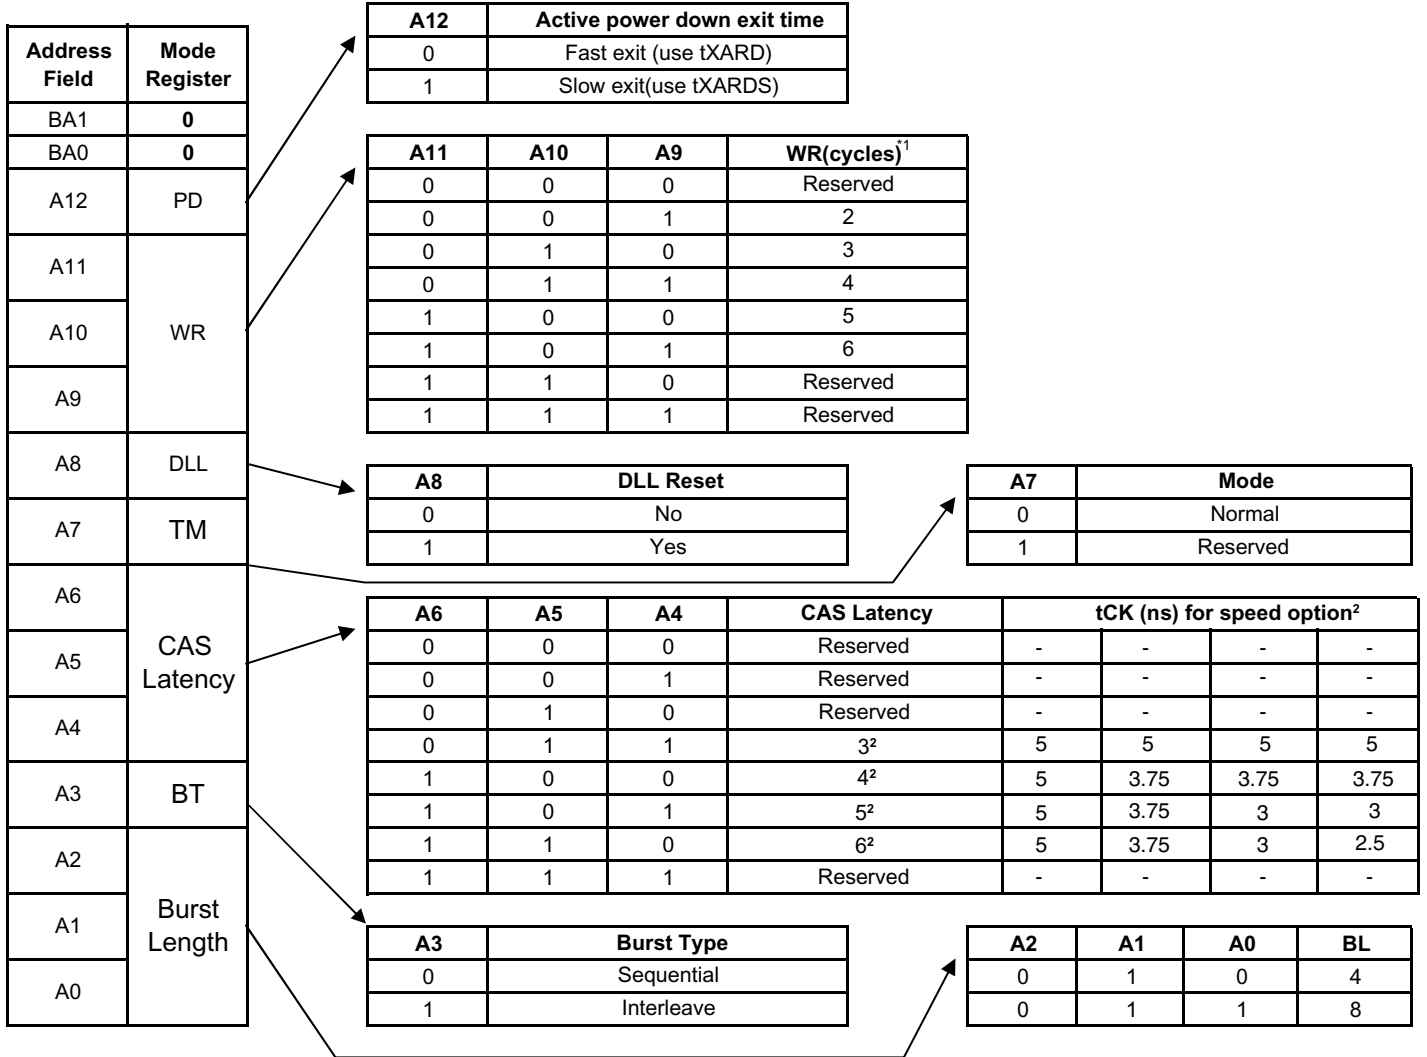 Address Field | Mode Register
BA1 | 0
BA0 | 0
A12 | PD
A11
A10 | WR
A9
A8 | DLL
A7 | TM
A6
A5 | CAS Latency
A4
A3 | BT
A2
A1 | Burst Length
A0
A12 | Active power down exit time
0 | Fast exit (use tXARD)
1 | Slow exit(use tXARDS)
A11 | A10 | A9 | WR(cycles)*1
0 | 0 | 0 | Reserved
0 | 0 | 1 | 2
0 | 1 | 0 | 3
0 | 1 | 1 | 4
1 | 0 | 0 | 5
1 | 0 | 1 | 6
1 | 1 | 0 | Reserved
1 | 1 | 1 | Reserved
A8 | DLL Reset
0 | No
1 | Yes
A7 | Mode
0 | Normal
1 | Reserved
A6 | A5 | A4 | CAS Latency | tCK (ns) for speed option²
0 | 0 | 0 | Reserved | - | - | - | -
0 | 0 | 1 | Reserved | - | - | - | -
0 | 1 | 0 | Reserved | - | - | - | -
0 | 1 | 1 | 3² | 5 | 5 | 5 | 5
1 | 0 | 0 | 4² | 5 | 3.75 | 3.75 | 3.75
1 | 0 | 1 | 5² | 5 | 3.75 | 3 | 3
1 | 1 | 0 | 6² | 5 | 3.75 | 3 | 2.5
1 | 1 | 1 | Reserved | - | - | - | -
A3 | Burst Type
0 | Sequential
1 | Interleave
A2 | A1 | A0 | BL
0 | 1 | 0 | 4
0 | 1 | 1 | 8